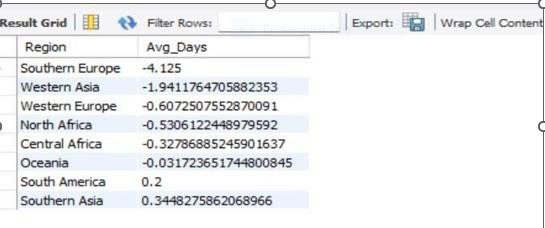 Result Grid Filter Rows: Export: Wrap Cell Content
Region Avg_Days
Southern Europe -4.125
Western Asia -1.9411764705882353
Western Europe -0.6072507552870091
North Africa -0.5306122448979592
Central Africa -0.32786885245901637
Oceania -0.031723651744800845
South America 0.2
Southern Asia 0.3448275862068966